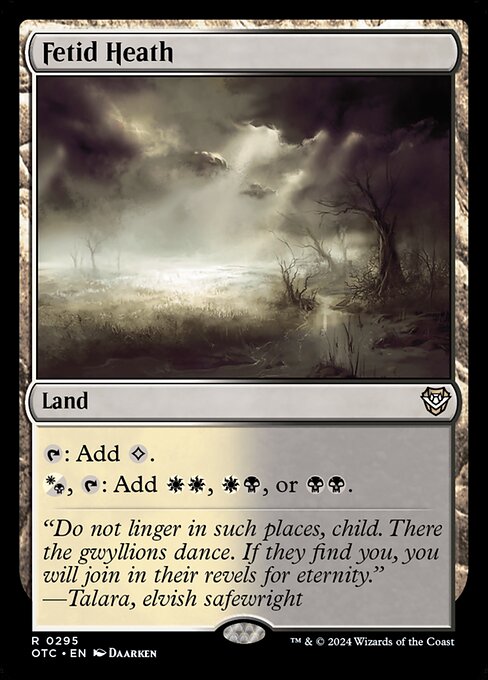 Fetid Heath
Land
: Add .
, : Add , , or .
“Do not linger in such places, child. There
the gwyllions dance. If they find you, you
will join in their revels for eternity.”
—Talara, elvish safewright
R 0295
OTC • EN DAARKEN
™ & © 2024 Wizards of the Coast